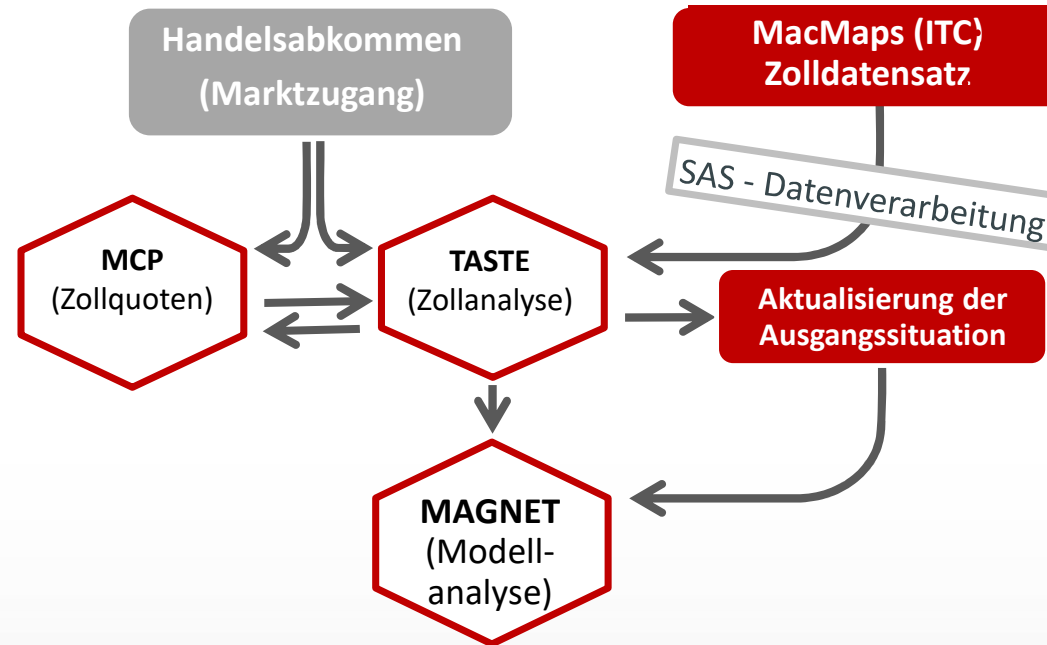 Handelsabkommen
(Marktzugang)
MacMaps (ITC)
Zolldatensatz
SAS - Datenverarbeitung
MCP
(Zollquoten)
TASTE
(Zollanalyse)
Aktualisierung der
Ausgangssituation
MAGNET
(Modell-
analyse)